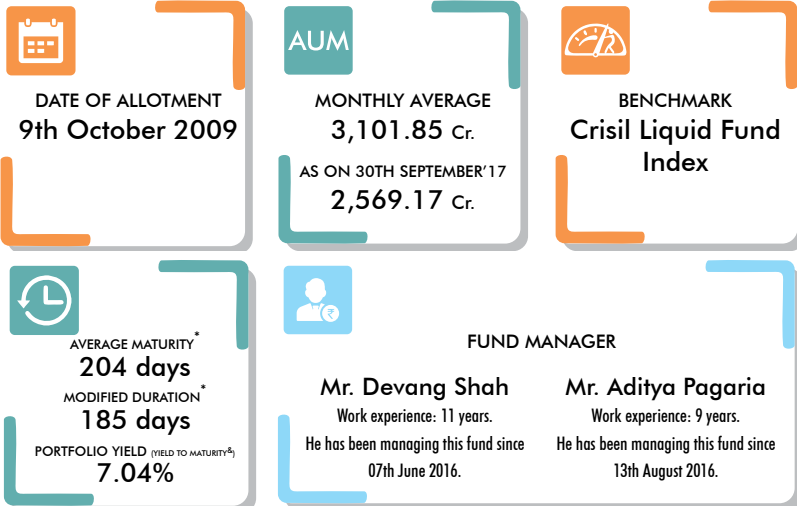 DATE OF ALLOTMENT
9th October 2009
AUM
MONTHLY AVERAGE
3,101.85 Cr.
AS ON 30TH SEPTEMBER'17
2,569.17 Cr.
BENCHMARK
Crisil Liquid Fund
Index
AVERAGE MATURITY*
204 days
MODIFIED DURATION*
185 days
PORTFOLIO YIELD (YIELD TO MATURITY&)
7.04%
₹
FUND MANAGER
Mr. Devang Shah
Work experience: 11 years.
He has been managing this fund since
07th June 2016.
Mr. Aditya Pagaria
Work experience: 9 years.
He has been managing this fund since
13th August 2016.